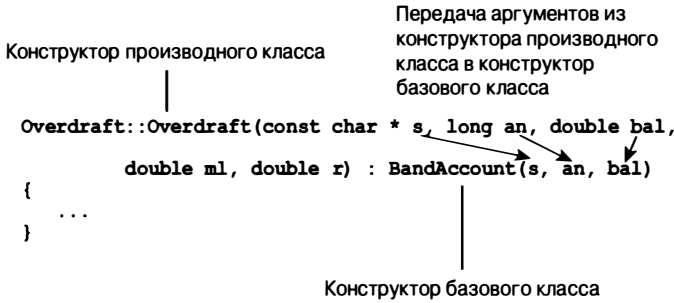 Передача аргументов из
конструктора производного
класса в конструктор
базового класса
Конструктор производного класса
Overdraft::Overdraft(const char * s, long an, double bal,
double ml, double r) : BandAccount(s, an, bal)
{
...
}
Конструктор базового класса